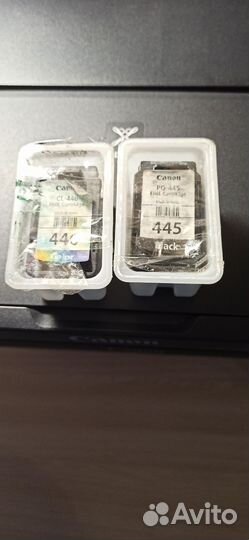 Canon
CL-446
FINE Cartridge
446
Color
Canon
PG-445
FINE Cartridge
445
Black
Canon
Avito